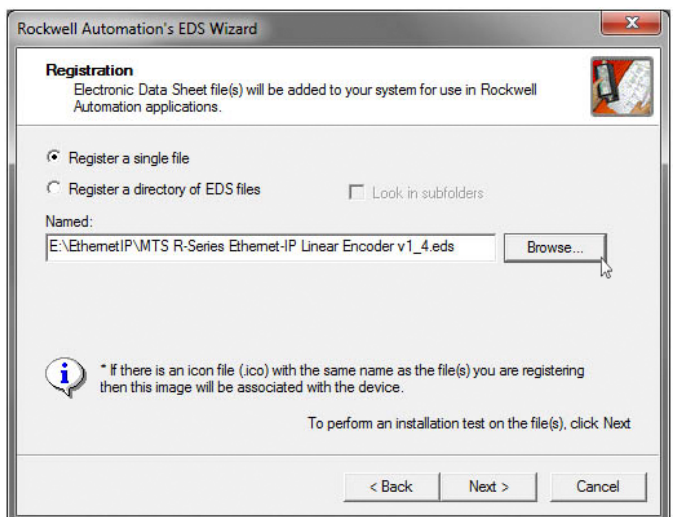 Rockwell Automation's EDS Wizard
Registration
Electronic Data Sheet file(s) will be added to your system for use in Rockwell
Automation applications.
Register a single file
Register a directory of EDS files
Look in subfolders
Named:
E:\EthernetIP\MTS R-Series Ethernet-IP Linear Encoder v1_4.eds
Browse...
* If there is an icon file (.ico) with the same name as the file(s) you are registering
then this image will be associated with the device.
To perform an installation test on the file(s), click Next
< Back
Next >
Cancel